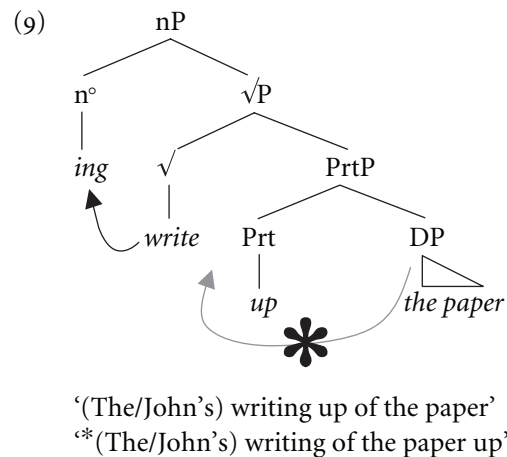 (9) nP
n° √P
ing √ PrtP
write Prt DP
up the paper
*
‘(The/John’s) writing up of the paper’
‘*(The/John’s) writing of the paper up’